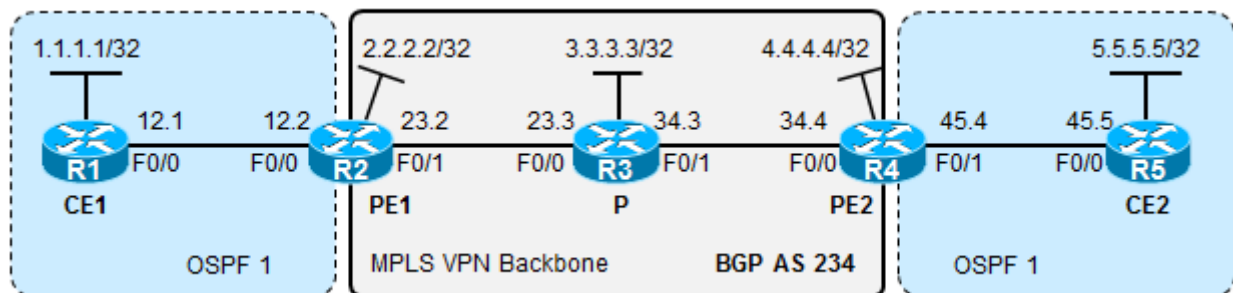 1.1.1.1/32
2.2.2.2/32
3.3.3.3/32
4.4.4.4/32
5.5.5.5/32
12.1
12.2
23.2
23.3
34.3
34.4
45.4
45.5
R1
F0/0
F0/0
R2
F0/1
F0/0
R3
F0/1
F0/0
R4
F0/1
F0/0
R5
CE1
PE1
P
PE2
CE2
OSPF 1
MPLS VPN Backbone
BGP AS 234
OSPF 1